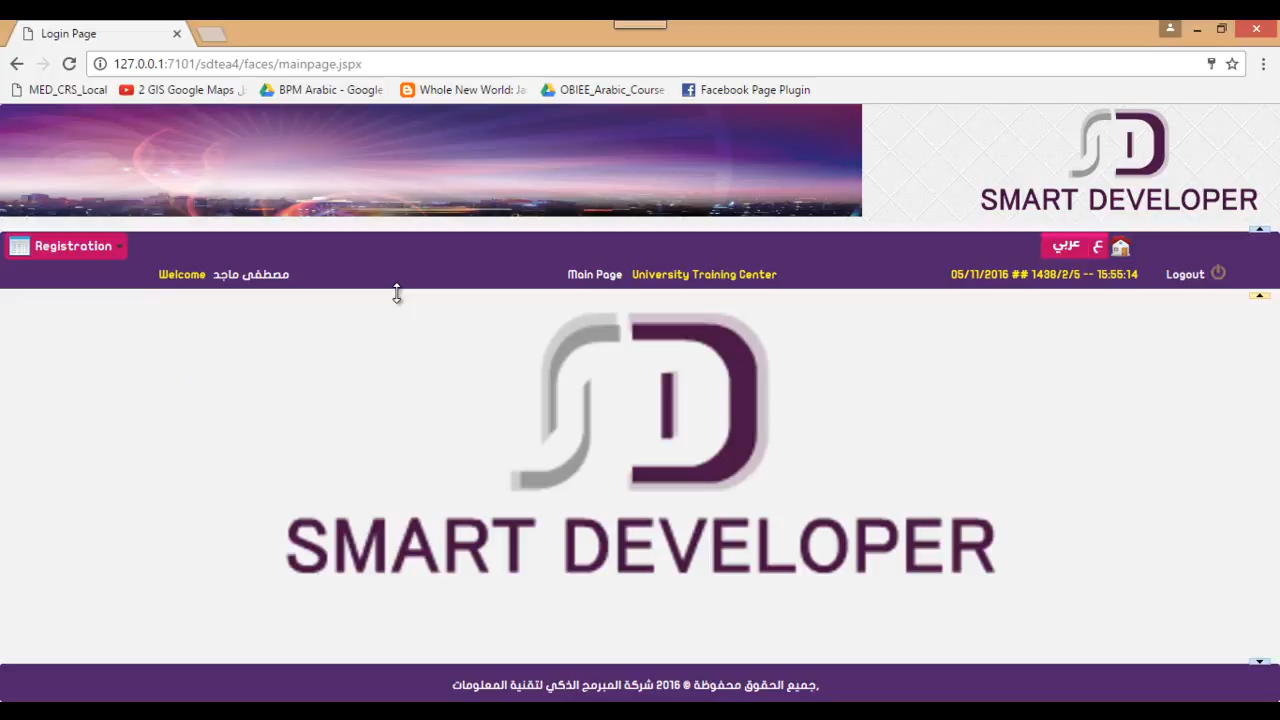 Login Page
127.0.0.1:7101/sdtea4/faces/mainpage.jspx
MED_CRS_Local
2 GIS Google Maps
BPM Arabic - Google
Whole New World: Ja
OBIEE_Arabic_Course
Facebook Page Plugin
SD
SMART DEVELOPER
Registration
عربي ع
Welcome مصطفى ماجد
Main Page University Training Center
05/11/2016 ## 1438/2/5 -- 15:55:14
Logout
SD
SMART DEVELOPER
جميع الحقوق محفوظة © 2016 شركة المبرمج الذكي لتقنية المعلومات,